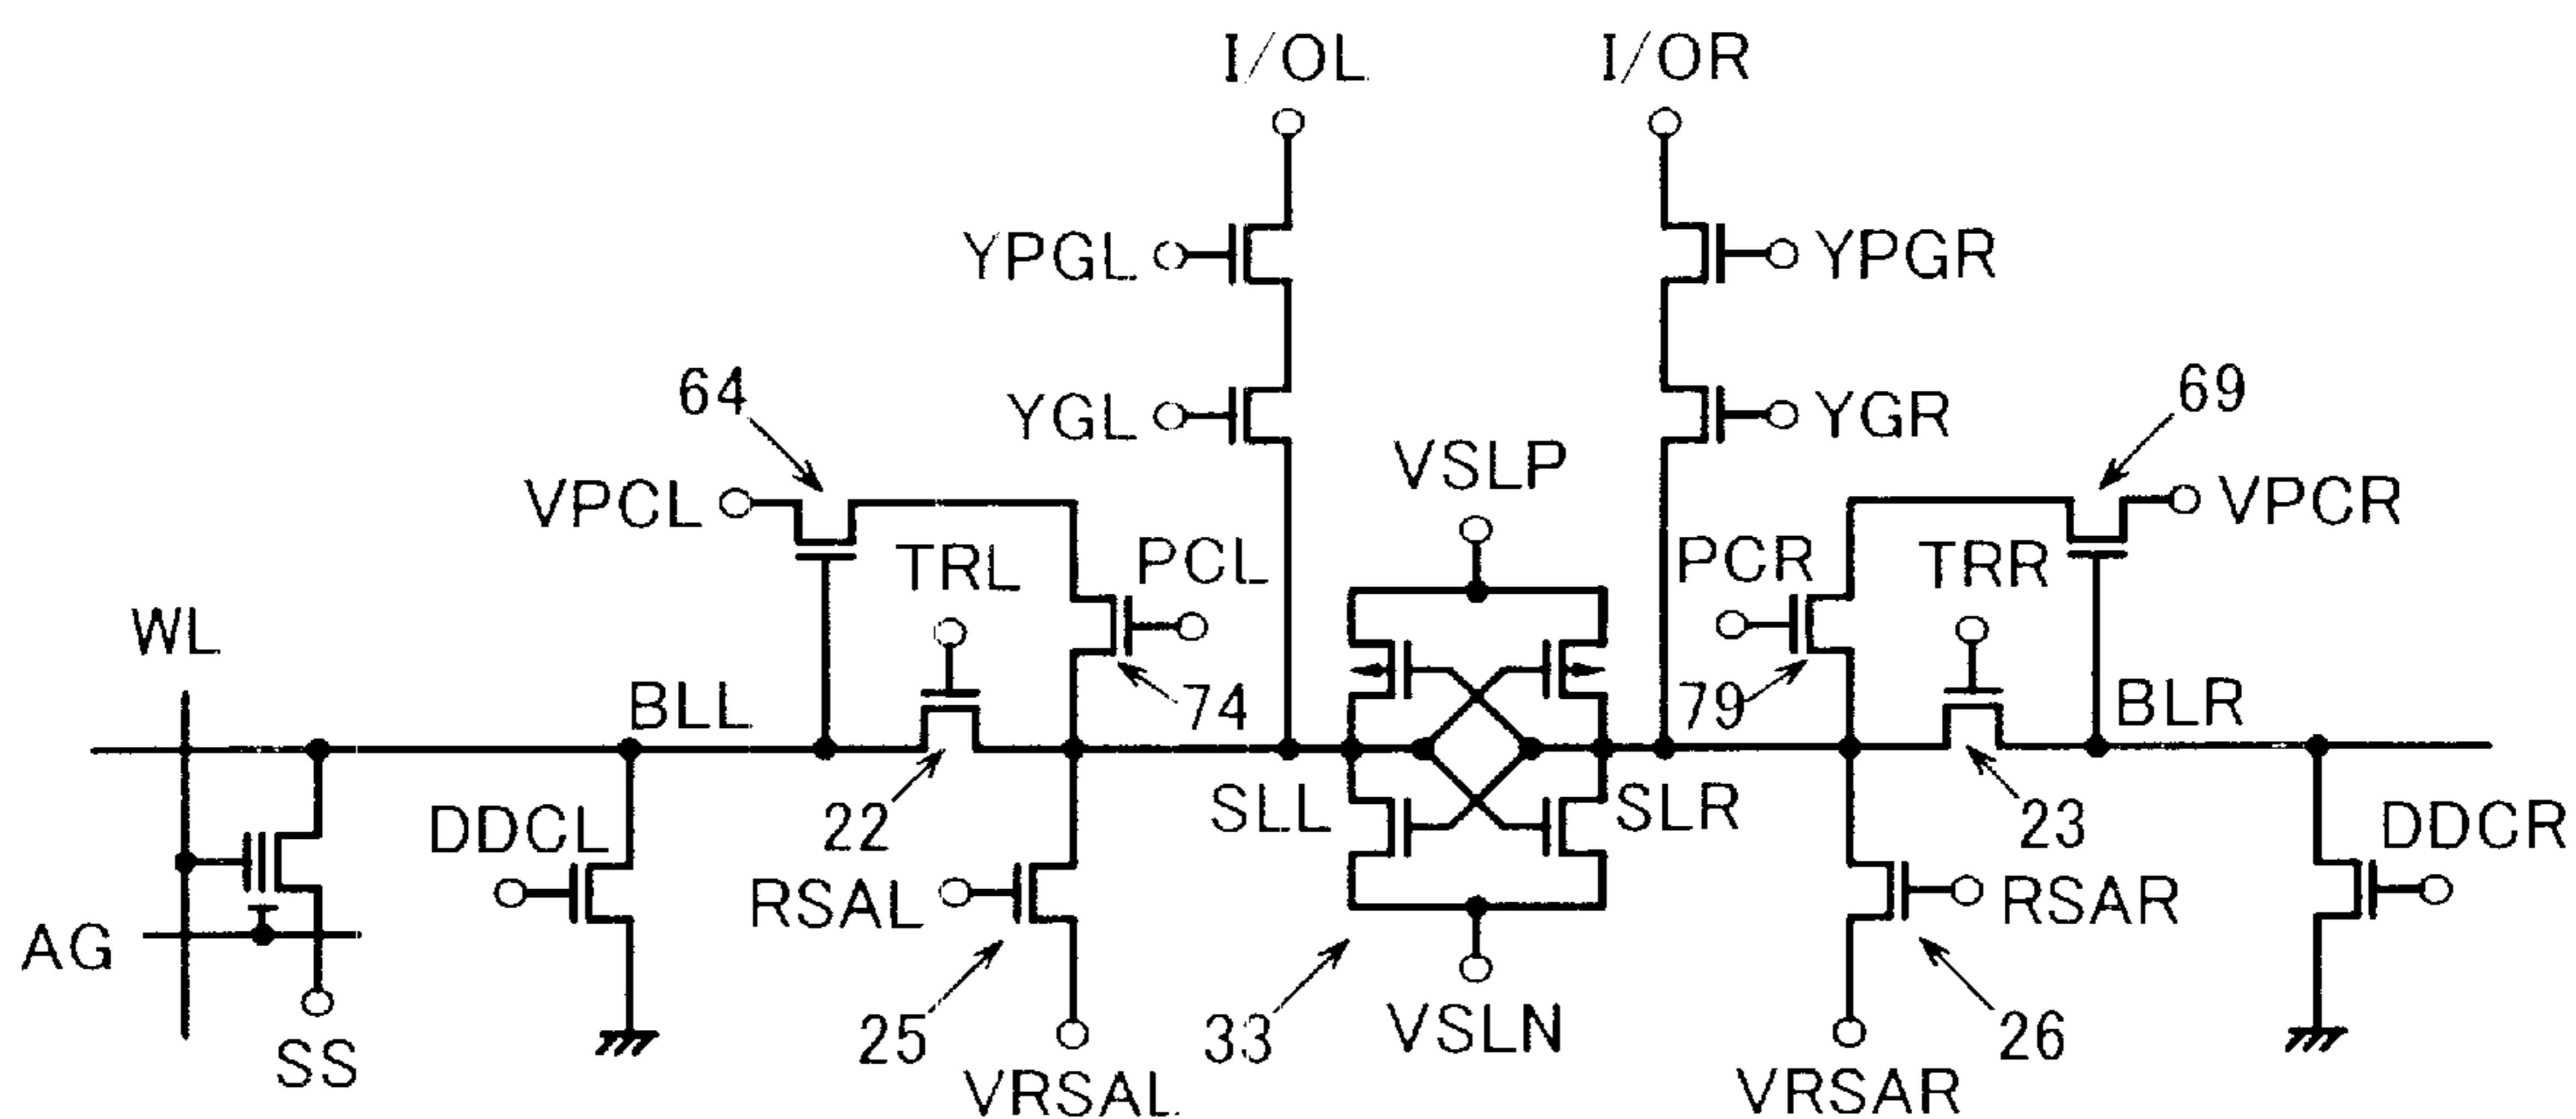 I/OL
I/OR
YPGL
YPGR
64
YGL
YGR
69
VSLP
VPCL
VPCR
TRL
PCL
PCR
TRR
WL
BLL
74
79
BLR
DDCL
22
SLL
SLR
23
DDCR
RSAL
RSAR
AG
25
33
VSLN
26
SS
VRSAL
VRSAR